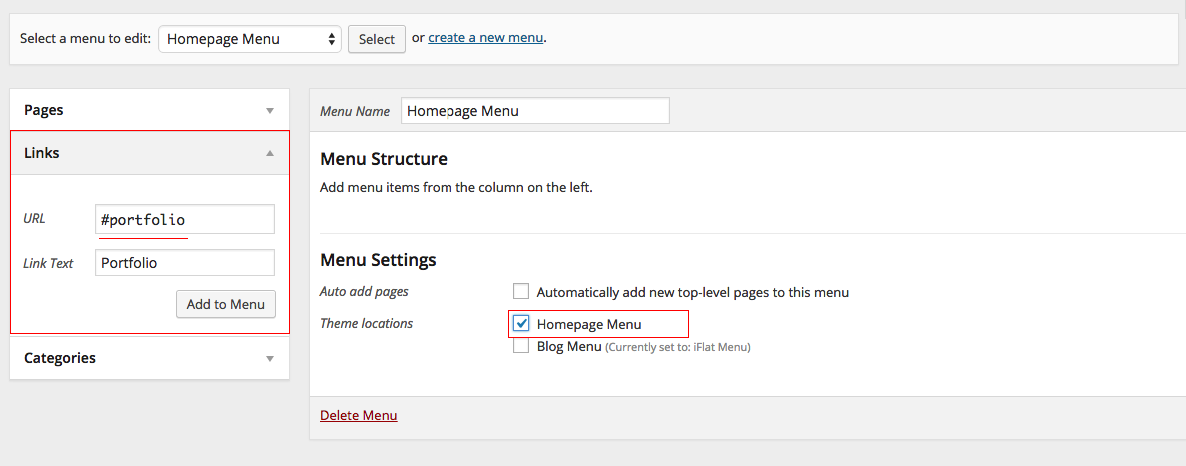 Select a menu to edit: Homepage Menu Select or create a new menu.
Pages
Links
URL #portfolio
Link Text Portfolio
Add to Menu
Categories
Menu Name Homepage Menu
Menu Structure
Add menu items from the column on the left.
Menu Settings
Auto add pages Automatically add new top-level pages to this menu
Theme locations Homepage Menu
Blog Menu (Currently set to: iFlat Menu)
Delete Menu